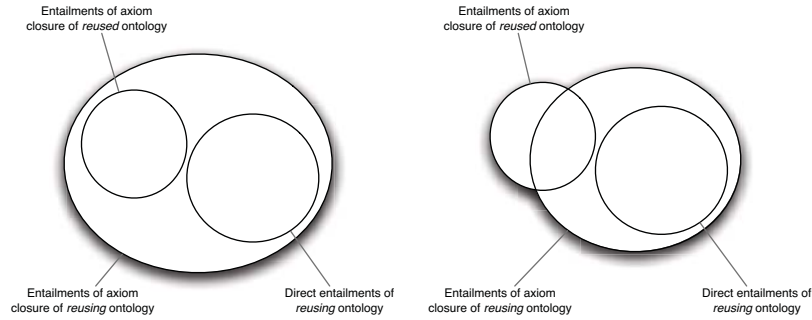 Entailments of axiom
closure of reused ontology
Entailments of axiom
closure of reusing ontology
Direct entailments of
reusing ontology
Entailments of axiom
closure of reused ontology
Entailments of axiom
closure of reusing ontology
Direct entailments of
reusing ontology